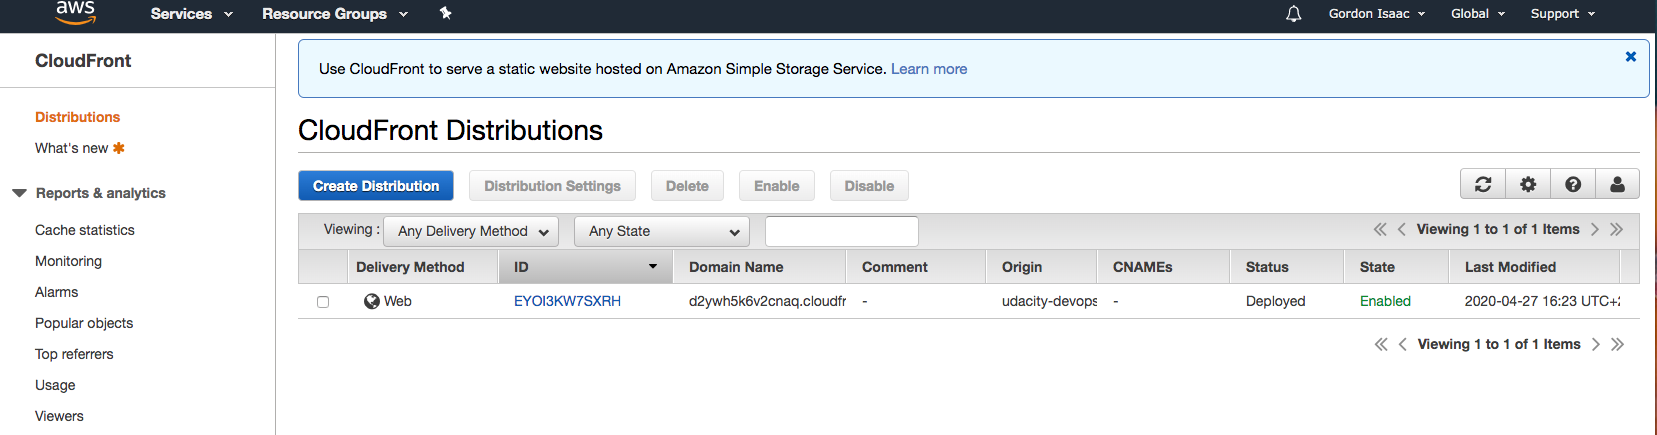 aws Services Resource Groups Gordon Isaac Global Support
CloudFront
Distributions
What's new
Reports & analytics
Cache statistics
Monitoring
Alarms
Popular objects
Top referrers
Usage
Viewers
Use CloudFront to serve a static website hosted on Amazon Simple Storage Service. Learn more
CloudFront Distributions
Create Distribution Distribution Settings Delete Enable Disable
Viewing : Any Delivery Method Any State Viewing 1 to 1 of 1 Items
Delivery Method ID Domain Name Comment Origin CNAMEs Status State Last Modified
Web EYOI3KW7SXRH d2ywh5k6v2cnaq.cloudfr - udacity-devops - Deployed Enabled 2020-04-27 16:23 UTC+2
Viewing 1 to 1 of 1 Items